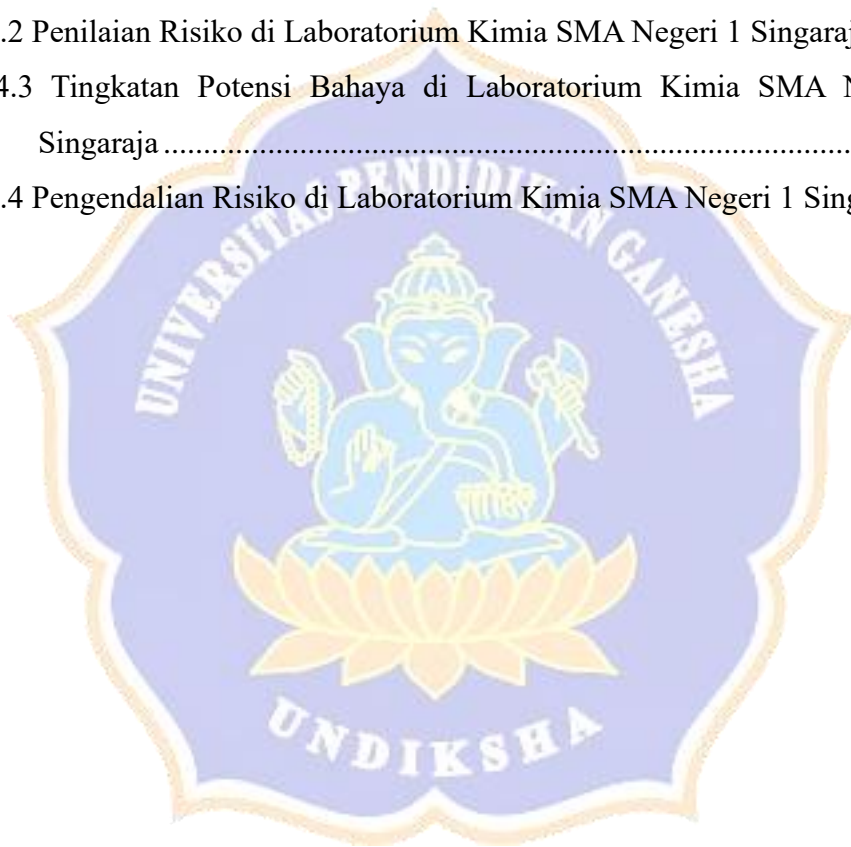 .2 Penilaian Risiko di Laboratorium Kimia SMA Negeri 1 Singaraj
4.3 Tingkatan Potensi Bahaya di Laboratorium Kimia SMA N
Singaraja ......................................................................................
.4 Pengendalian Risiko di Laboratorium Kimia SMA Negeri 1 Sing
UNIVERSITAS PENDIDIKAN GANESHA
UNDIKSHA